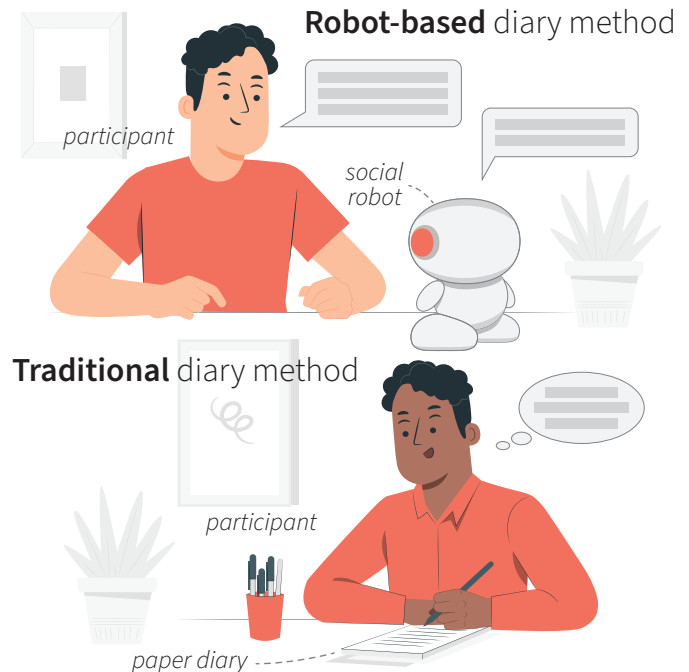 Robot-based diary method
participant
social
robot
Traditional diary method
participant
paper diary